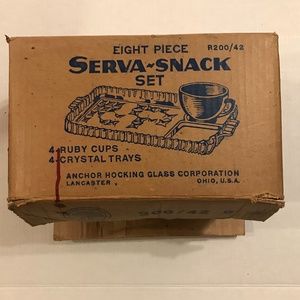 EIGHT PIECE
R200/42
SERVA-SNACK
SET
4-RUBY CUPS -
4-CRYSTAL TRAYS
ANCHOR HOCKING GLASS CORPORATION
LANCASTER, OHIO, U.S.A.